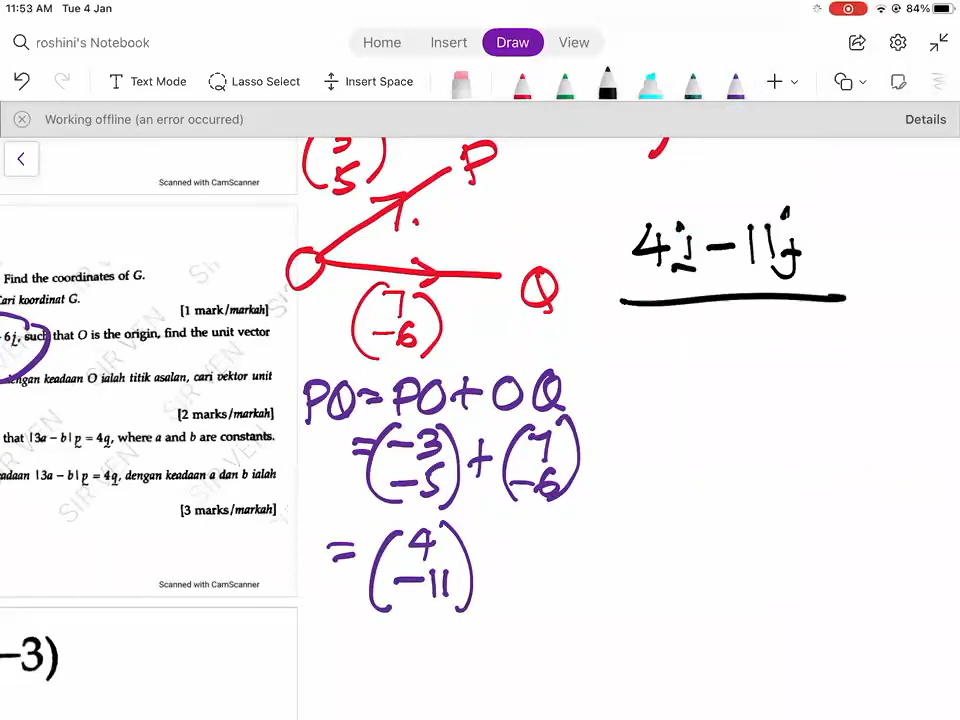 11:53 AM Tue 4 Jan
84%
roshini's Notebook
Home Insert Draw View
Text Mode Lasso Select Insert Space
Working offline (an error occurred)
Details
Scanned with CamScanner
Find the coordinates of G.
Cari koordinat G.
[1 mark/markah]
6j, such that O is the origin, find the unit vector
dengan keadaan O ialah titik asalan, cari vektor unit
[2 marks/markah]
that |3a − b|p = 4q, where a and b are constants.
adaan |3a − b|p = 4q, dengan keadaan a dan b ialah
[3 marks/markah]
SIR VEN
Scanned with CamScanner
−3)
5
P
O
Q
7
−6
PQ = PO + OQ
= (−3 −5) + (7 −6)
= (4 −11)
4i − 11j